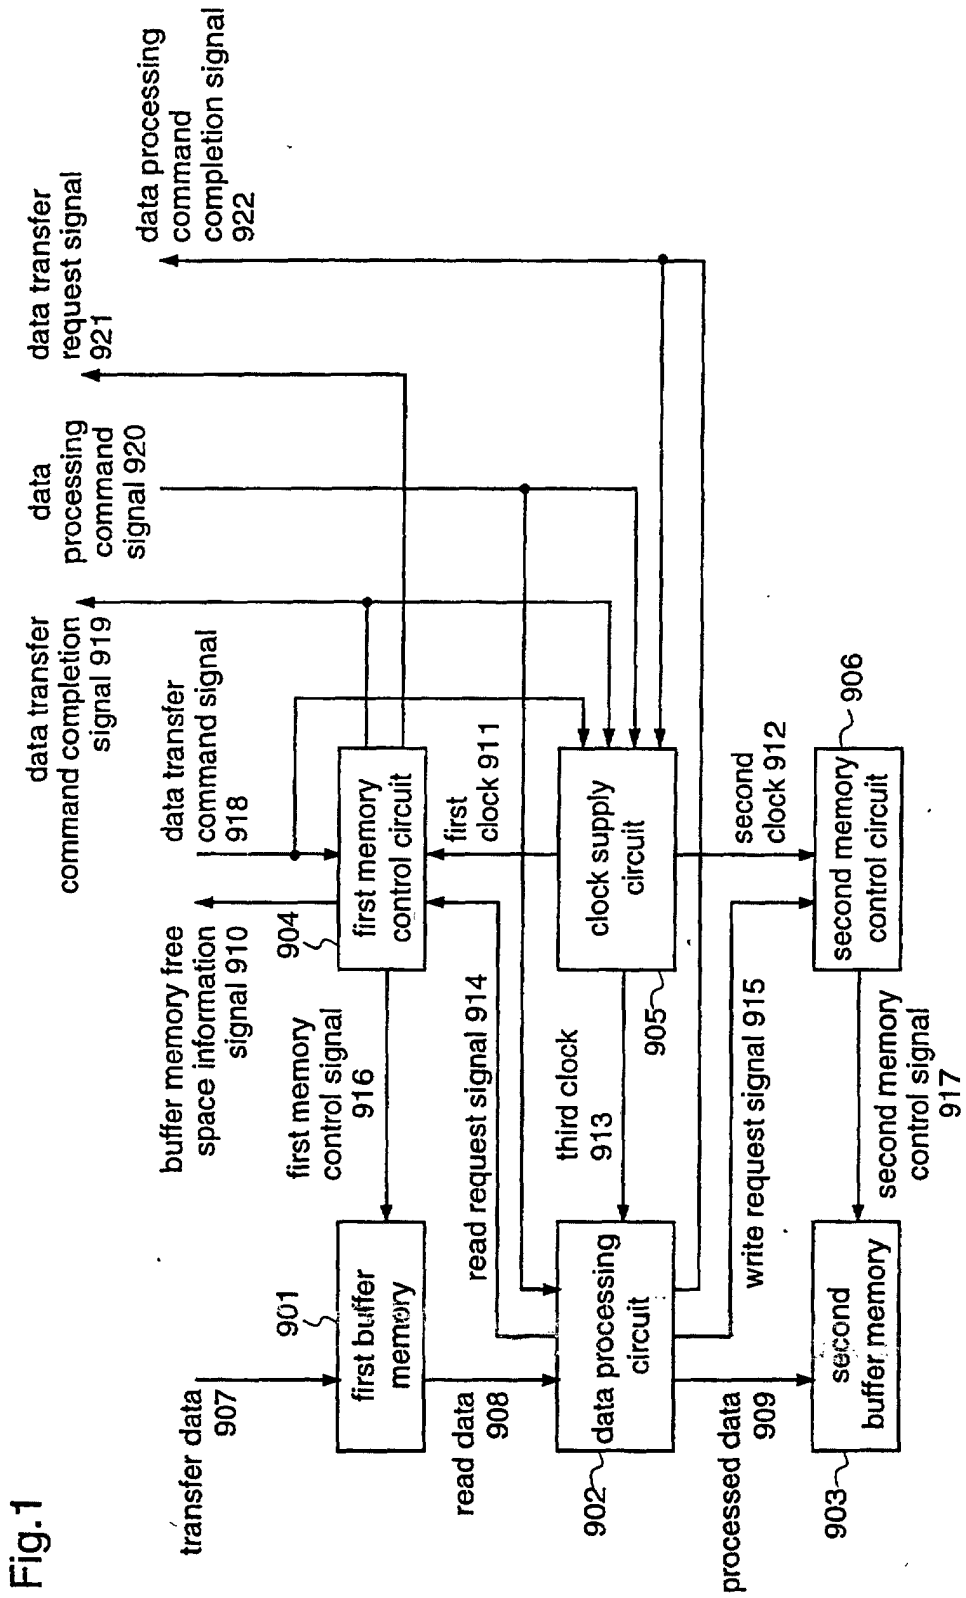 Fig.1
transfer data
907
buffer memory free
space information
signal 910
data transfer
command signal
918
data transfer
command completion
signal 919
data
processing
command
signal 920
data transfer
request signal
921
data processing
command
completion signal
922
901
first buffer
memory
first memory
control signal
916
904
first memory
control circuit
read data
908
read request signal 914
first
clock 911
902
data processing
circuit
third clock
913
905
clock supply
circuit
processed data
909
write request signal 915
second
clock 912
903
second
buffer memory
second memory
control signal
917
second memory
control circuit
906